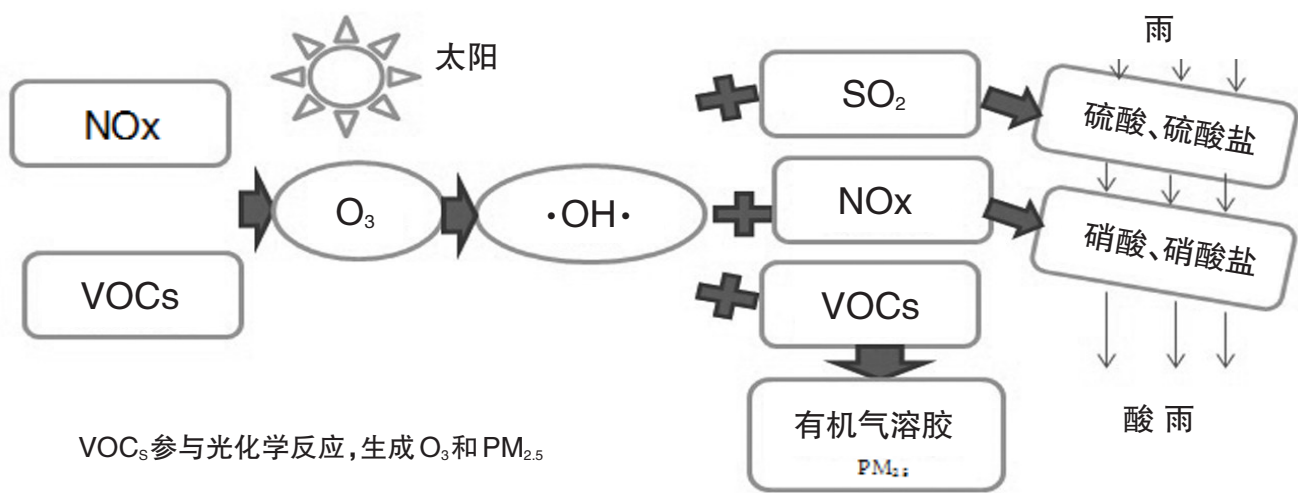 雨
太阳
NOx
SO₂
硫酸、硫酸盐
O₃
·OH·
NOx
硝酸、硝酸盐
VOCs
VOCs
有机气溶胶
PM₂.₅
酸 雨
VOCs参与光化学反应,生成O₃和PM₂.₅